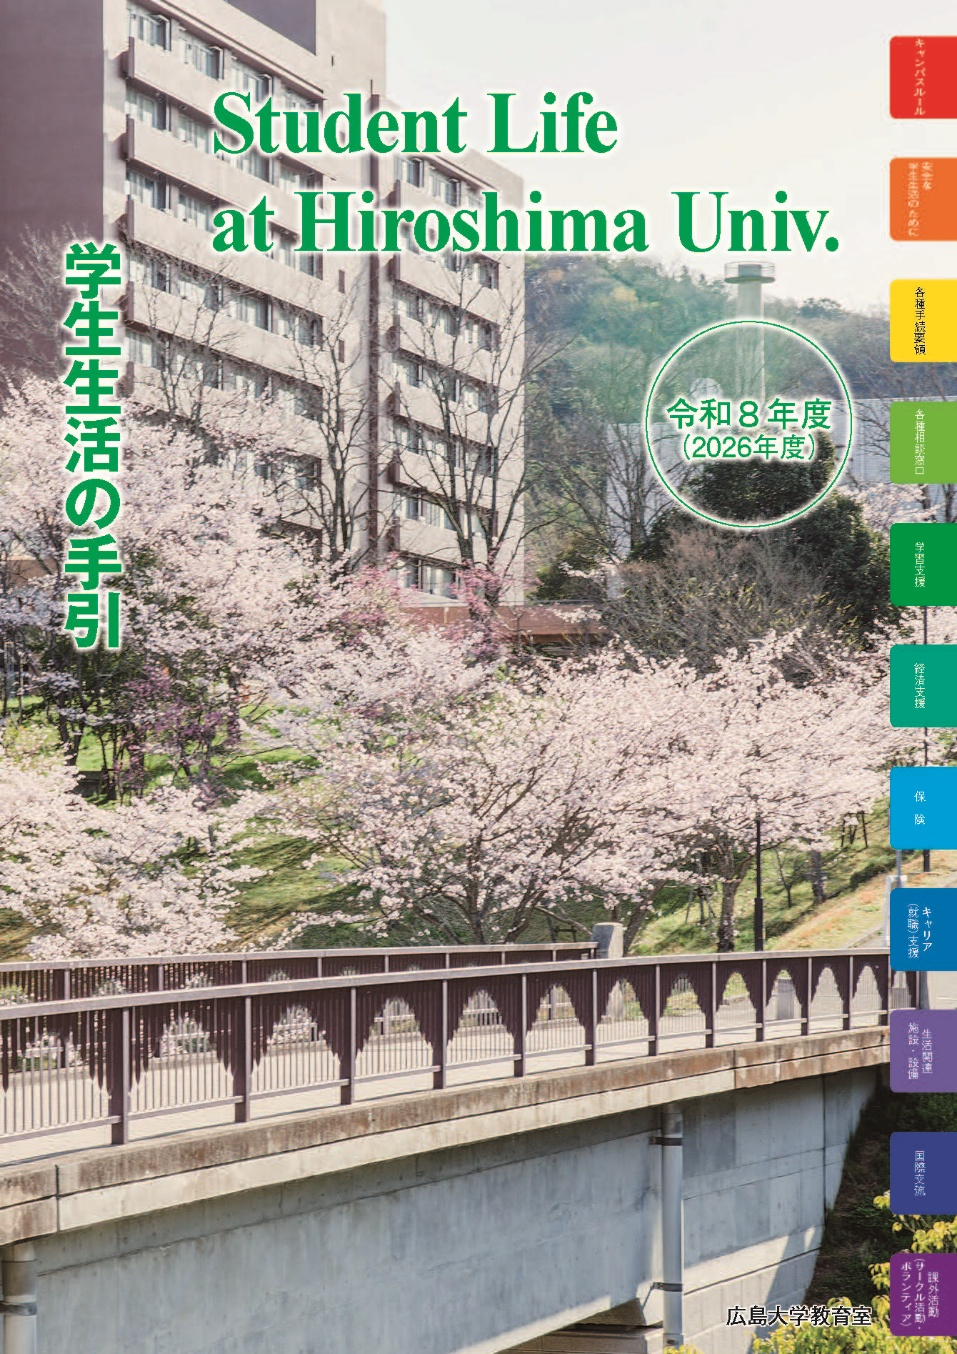 Student Life
at Hiroshima Univ.
学生生活の手引
令和８年度
（2026年度）
キャンパスルール
安全な
学生生活のために
各種手続要領
各種相談窓口
学習支援
経済支援
保険
キャリア
（就職）支援
生活関連
施設・設備
国際交流
課外活動
（サークル活動・
ボランティア）
広島大学教育室